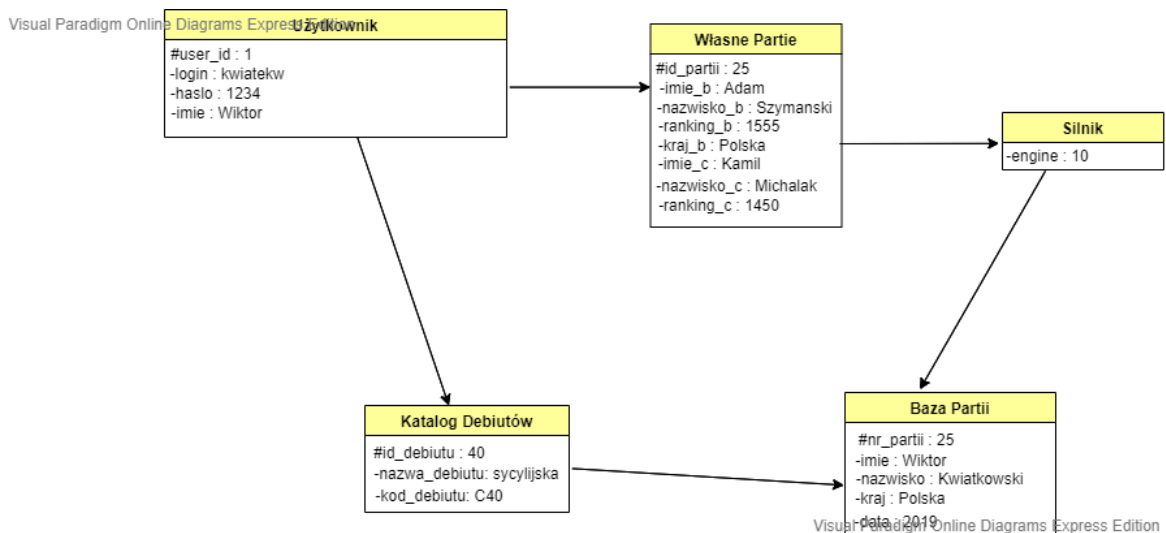 Visual Paradigm Online Diagrams Express Edition
Użytkownik
#user_id : 1
-login : kwiatekw
-haslo : 1234
-imie : Wiktor
Własne Partie
#id_partii : 25
-imie_b : Adam
-nazwisko_b : Szymanski
-ranking_b : 1555
-kraj_b : Polska
-imie_c : Kamil
-nazwisko_c : Michalak
-ranking_c : 1450
Silnik
-engine : 10
Katalog Debiutów
#id_debiutu : 40
-nazwa_debiutu: sycylijska
-kod_debiutu: C40
Baza Partii
#nr_partii : 25
-imie : Wiktor
-nazwisko : Kwiatkowski
-kraj : Polska
-data : 2019
Visual Paradigm Online Diagrams Express Edition